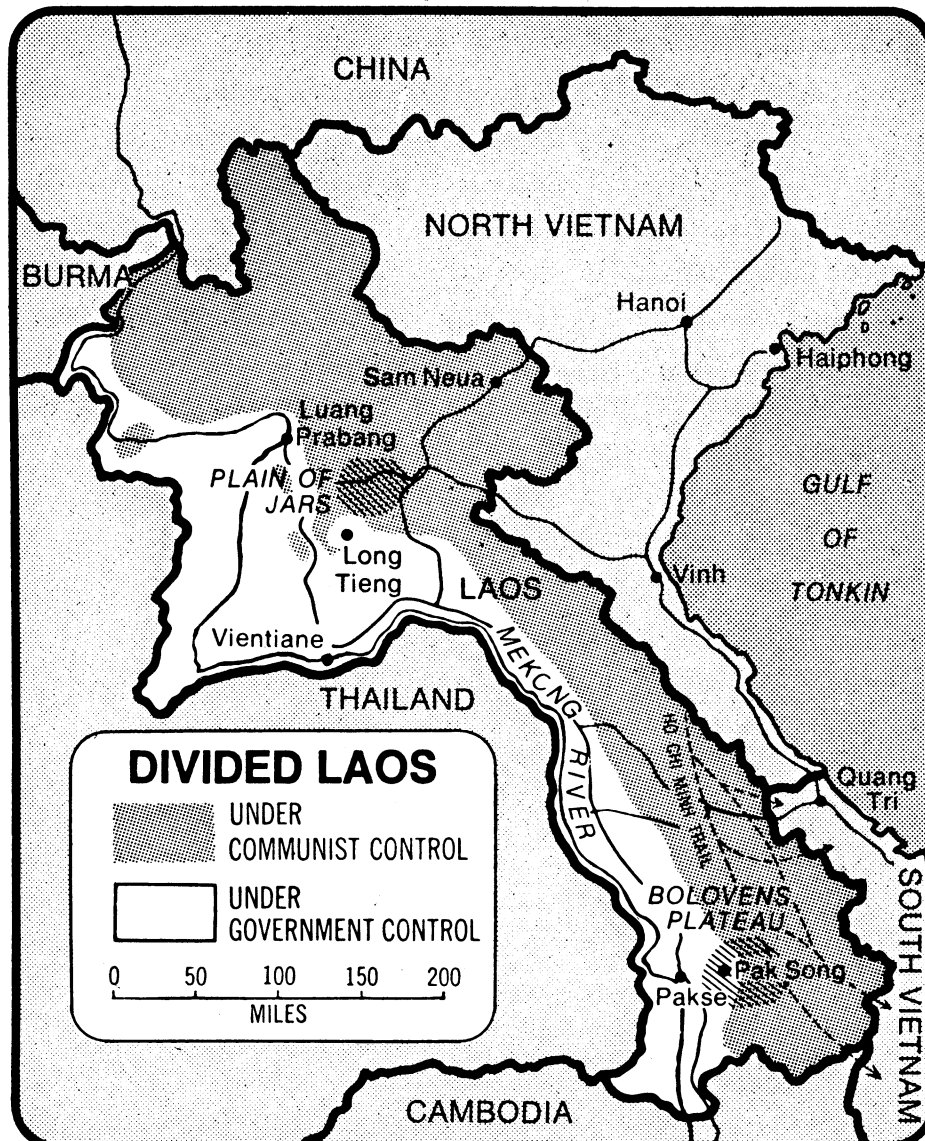 CHINA
NORTH VIETNAM
BURMA
Hanoi
Haiphong
Sam Neua
Luang
Prabang
PLAIN OF
JARS
GULF
OF
TONKIN
Long
Tieng
LAOS
Vinh
Vientiane
MEKCNG
RIVER
THAILAND
HO CHI MINH TRAIL
Quang
Tri
DIVIDED LAOS
UNDER
COMMUNIST CONTROL
UNDER
GOVERNMENT CONTROL
0 50 100 150 200
MILES
BOLOVENS
PLATEAU
Pak Song
Pakse
SOUTH VIETNAM
CAMBODIA